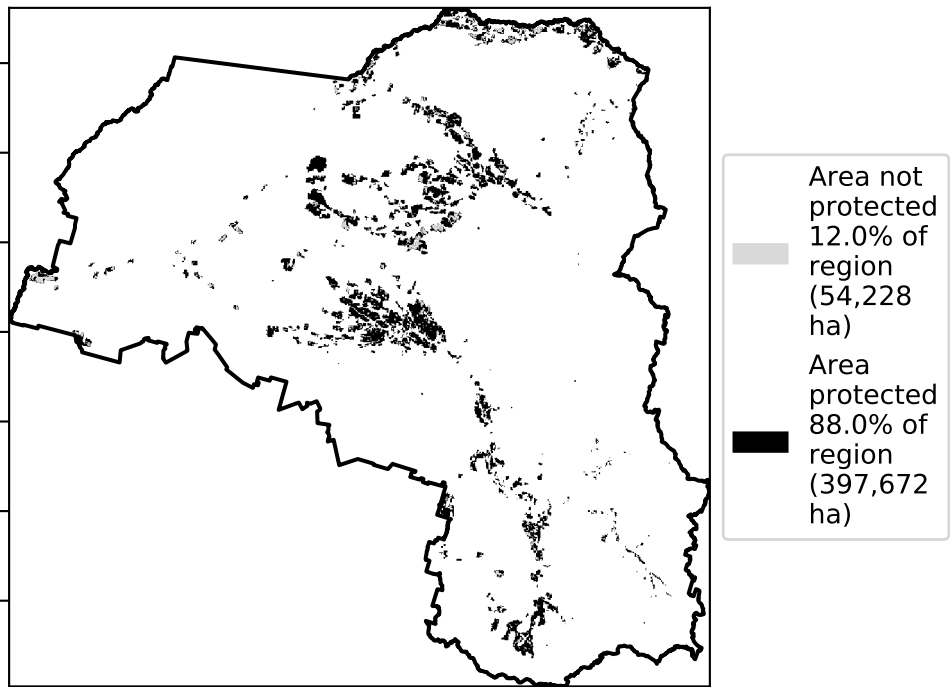 Area not
protected
12.0% of
region
(54,228
ha)
Area
protected
88.0% of
region
(397,672
ha)